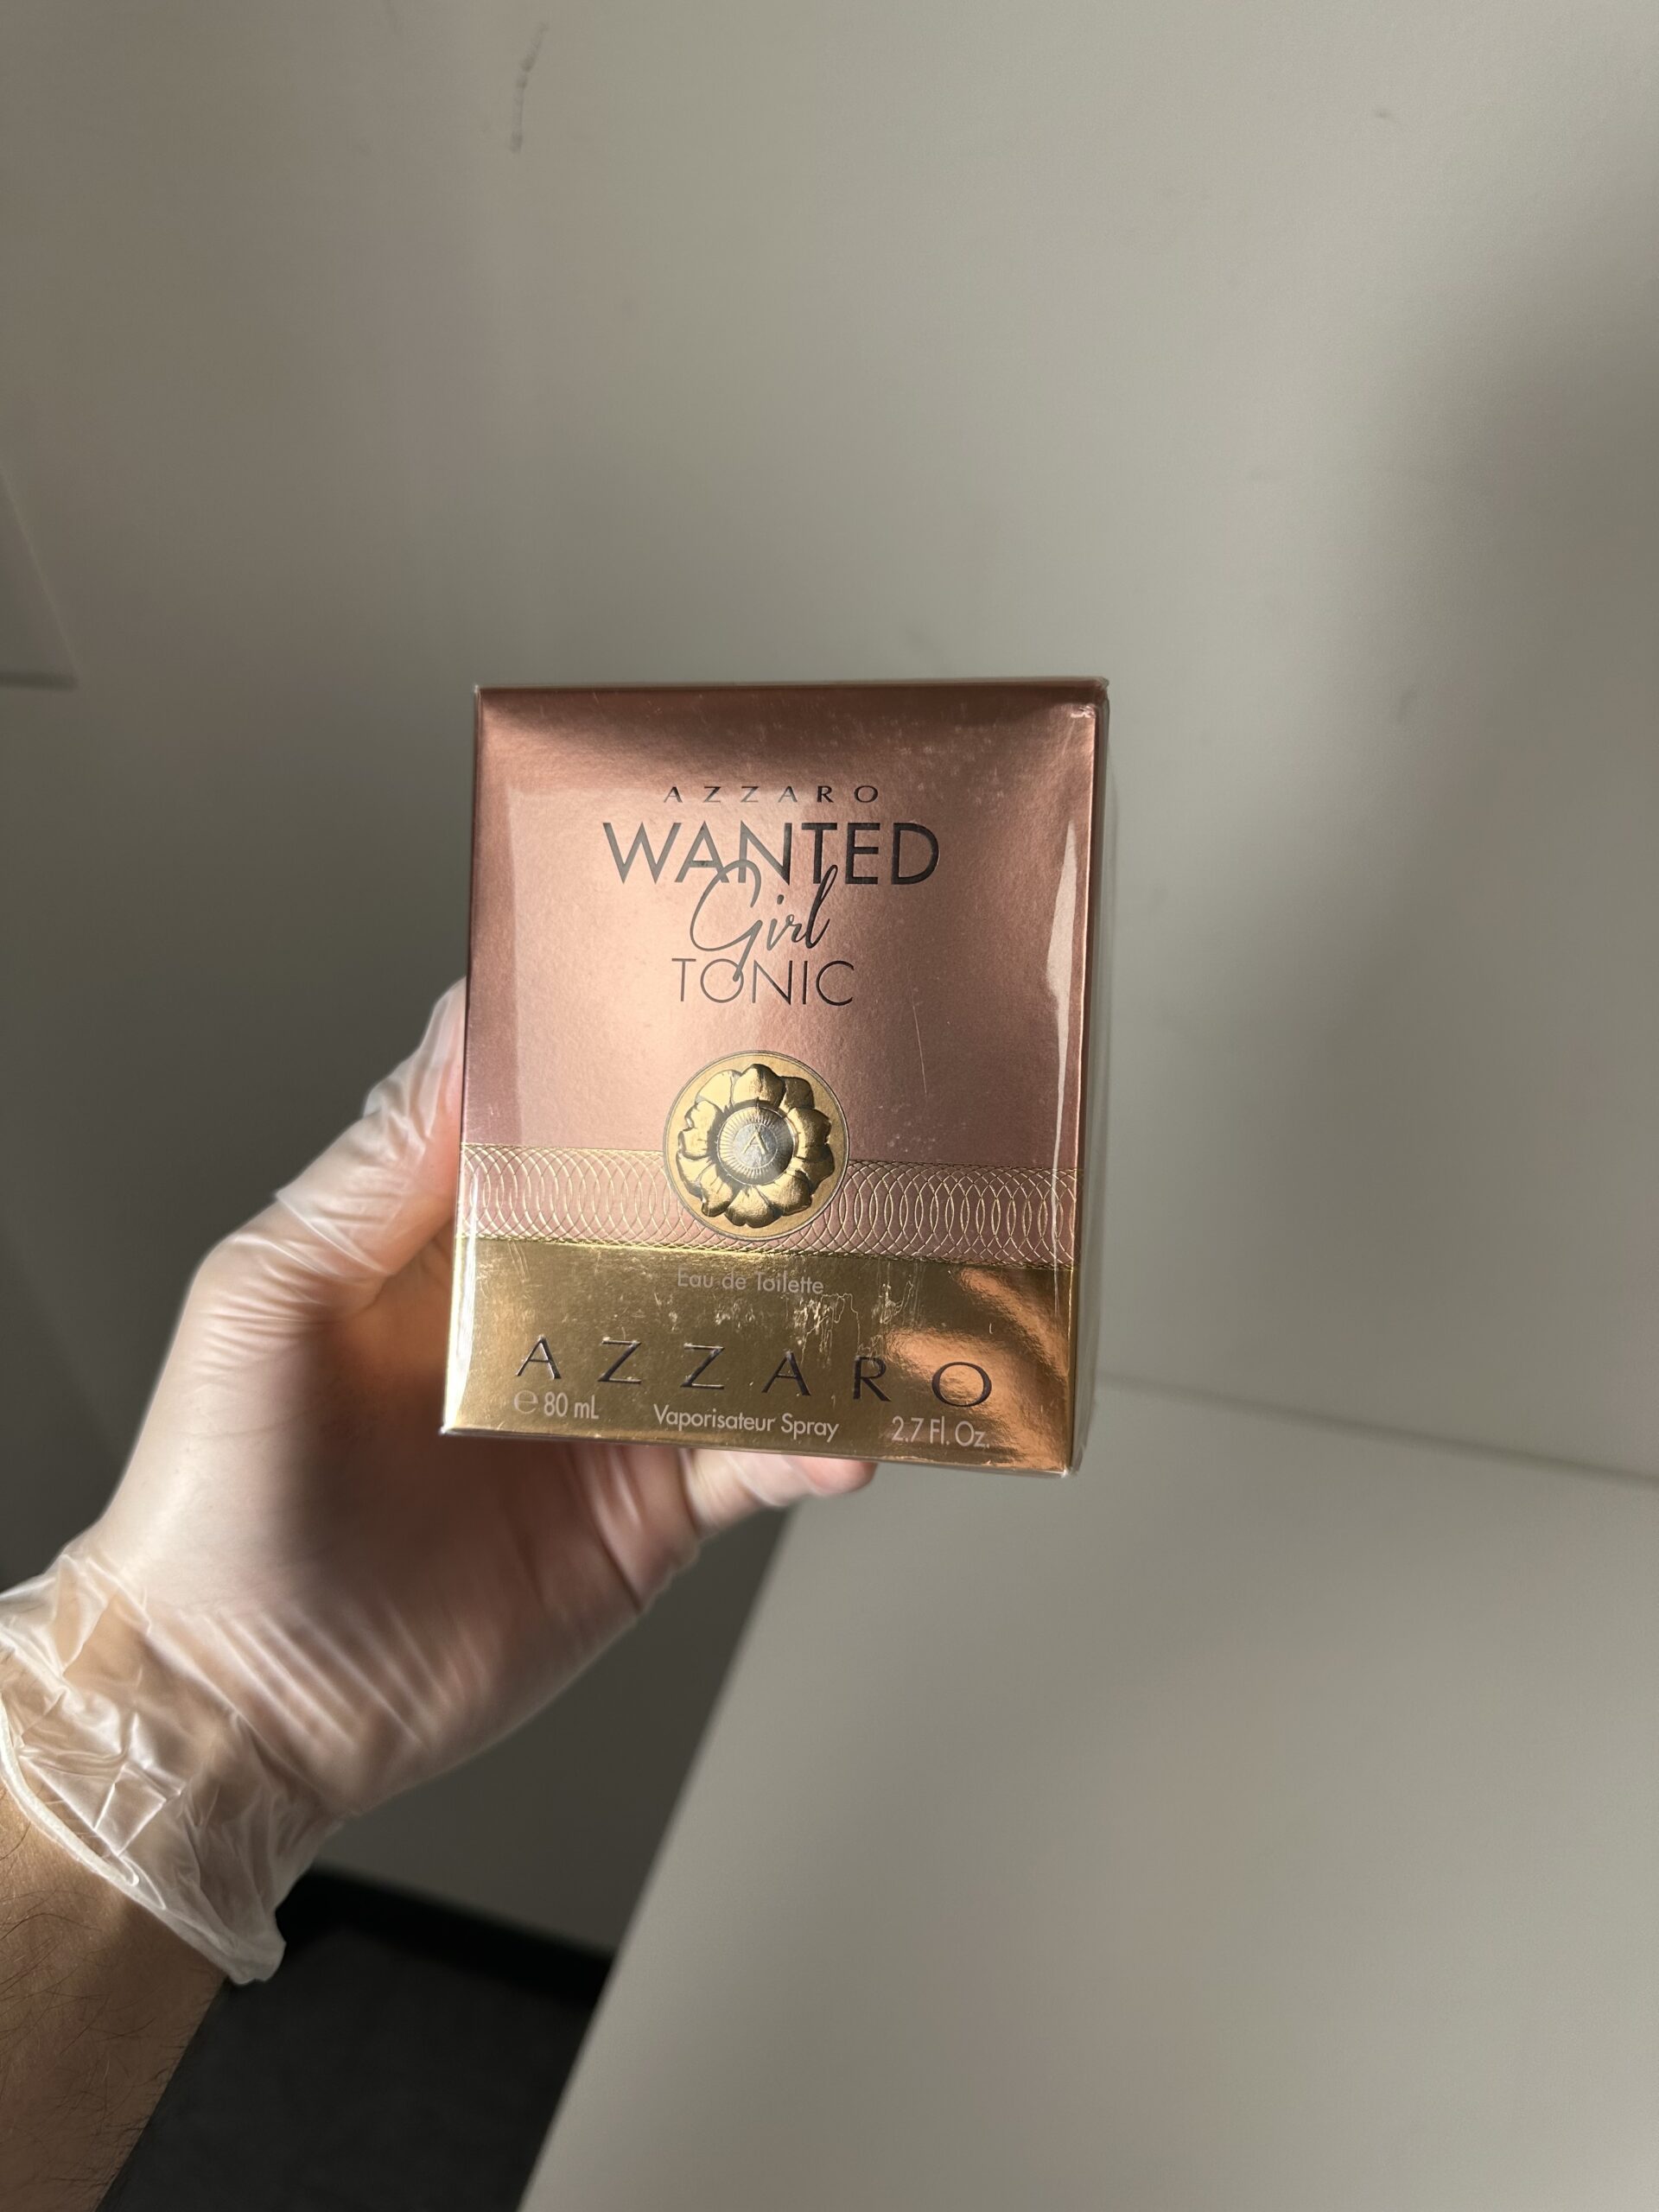 AZZARO
WANTED
Girl
TONIC
A
Eau de Toilette
AZZARO
℮ 80 mL Vaporisateur Spray 2.7 Fl. Oz.